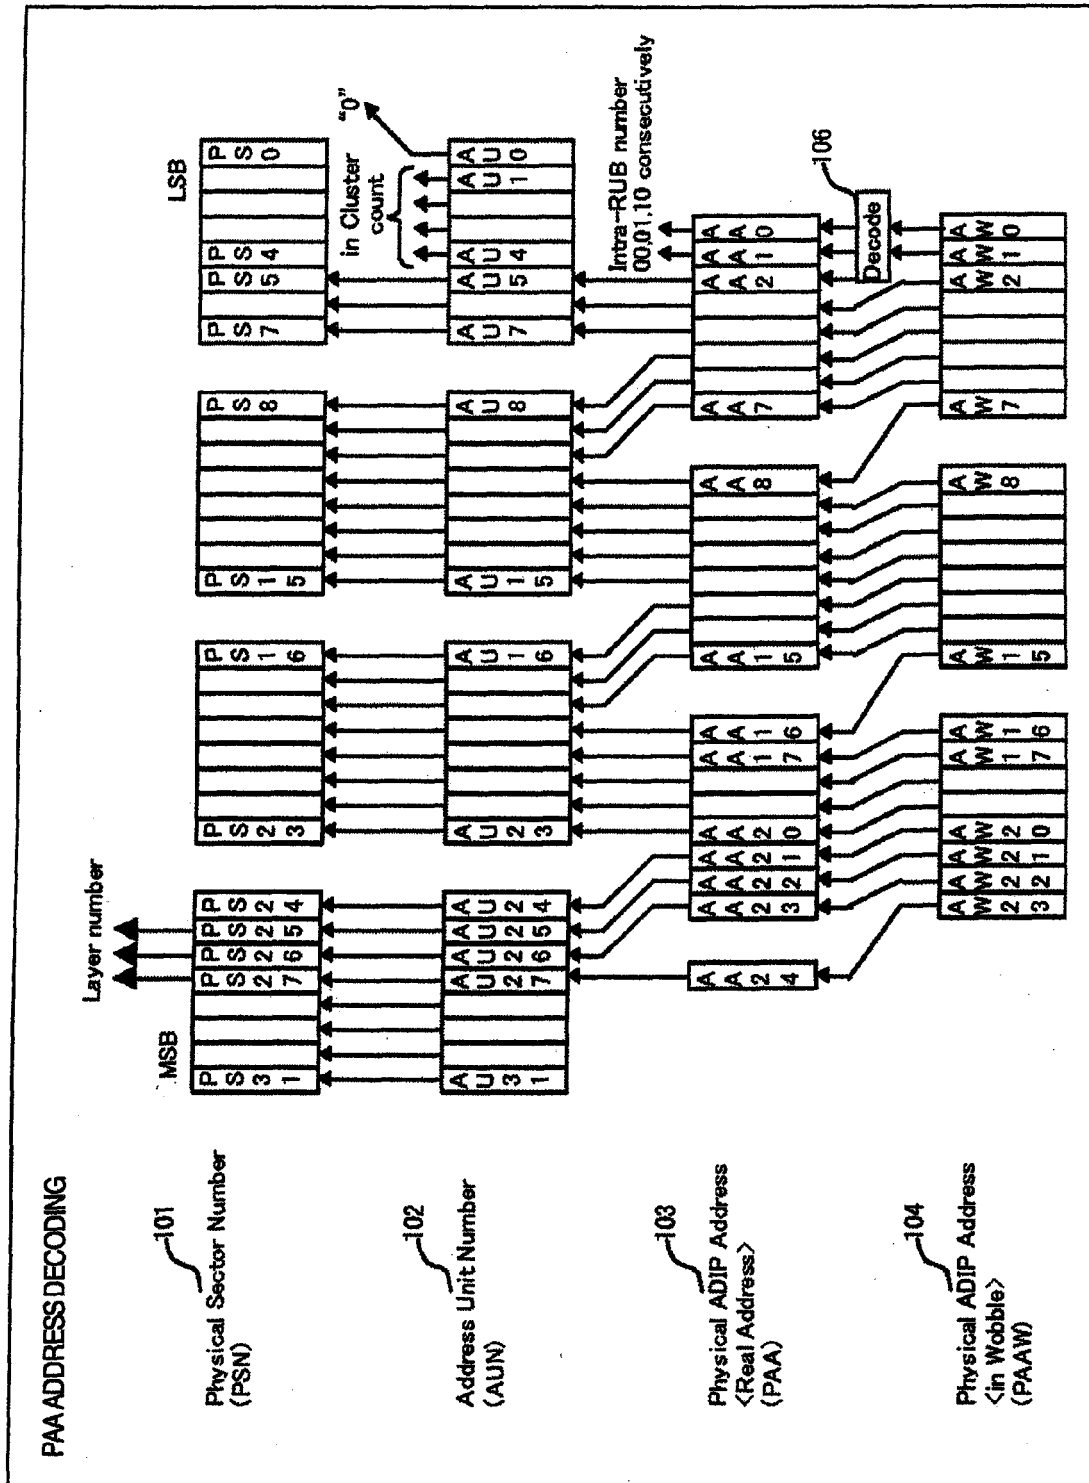 PAA ADDRESS DECODING
Layer number
MSB
LSB
101
Physical Sector Number
(PSN)
PS31
PS27
PS26
PS25
PS24
PS23
PS16
PS15
PS8
PS7
PS5
PS4
PS0
in Cluster
count
"0"
102
Address Unit Number
(AUN)
AU31
AU27
AU26
AU25
AU24
AU23
AU16
AU15
AU8
AU7
AU5
AU4
AU1
AU0
Intra-RUB number
00,01,10 consecutively
103
Physical ADIP Address
<Real Address>
(PAA)
AA24
AA23
AA22
AA21
AA20
AA17
AA16
AA15
AA8
AA7
AA2
AA1
AA0
Decode
106
104
Physical ADIP Address
<in Wobble>
(PAAW)
AW23
AW22
AW21
AW20
AW17
AW16
AW15
AW8
AW7
AW2
AW1
AW0